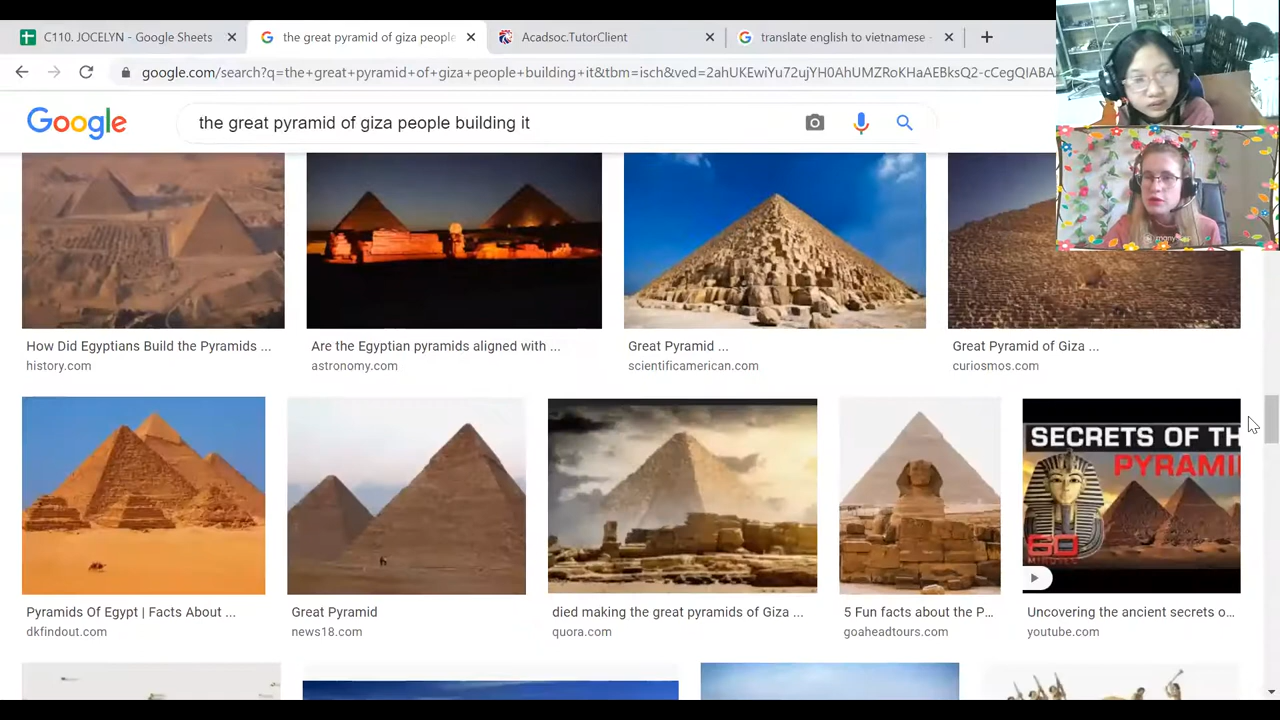 C110. JOCELYN - Google Sheets
the great pyramid of giza people
Acadsoc.TutorClient
translate english to vietnamese -
google.com/search?q=the+great+pyramid+of+giza+people+building+it&tbm=isch&ved=2ahUKEwiYu72ujYH0AhUMZRoKHaAEBksQ2-cCegQIABA
Google
the great pyramid of giza people building it
How Did Egyptians Build the Pyramids ...
history.com
Are the Egyptian pyramids aligned with ...
astronomy.com
Great Pyramid ...
scientificamerican.com
Great Pyramid of Giza ...
curiosmos.com
SECRETS OF TH
PYRAMI
60
MINUTES
Pyramids Of Egypt | Facts About ...
dkfindout.com
Great Pyramid
news18.com
died making the great pyramids of Giza ...
quora.com
5 Fun facts about the P...
goaheadtours.com
Uncovering the ancient secrets o...
youtube.com